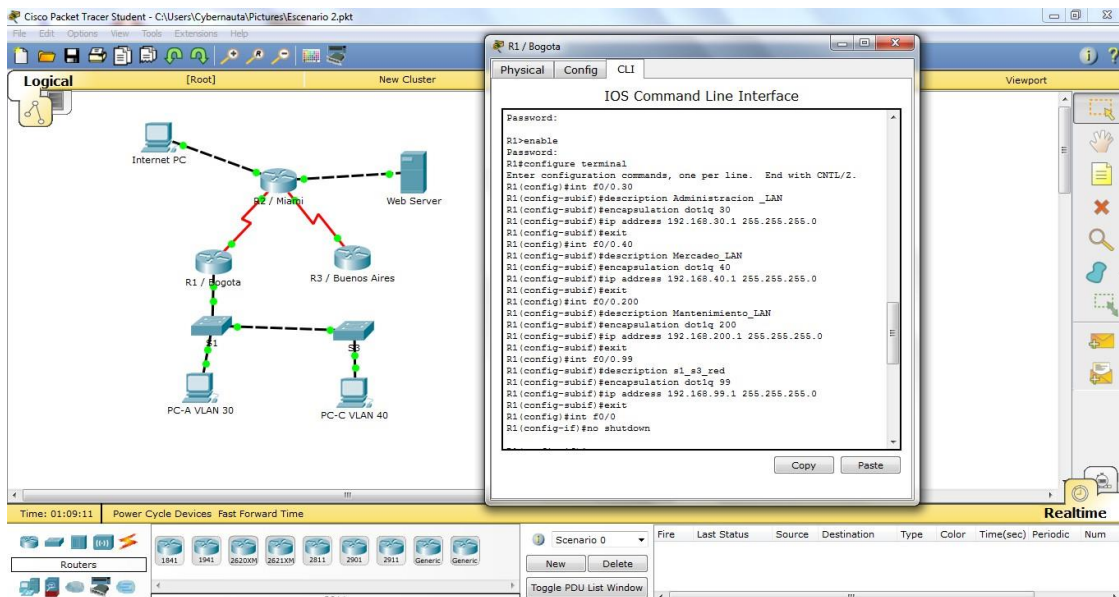 Cisco Packet Tracer Student - C:\Users\Cybernauta\Pictures\Escenario 2.pkt
File Edit Options View Tools Extensions Help
Logical
[Root]
New Cluster
Viewport
Internet PC
R2 / Miami
Web Server
R1 / Bogota
R3 / Buenos Aires
S1
S3
PC-A VLAN 30
PC-C VLAN 40
R1 / Bogota
Physical Config CLI
IOS Command Line Interface
Password:
R1>enable
Password:
R1#configure terminal
Enter configuration commands, one per line. End with CNTL/Z.
R1(config)#int f0/0.30
R1(config-subif)#description Administracion _LAN
R1(config-subif)#encapsulation dot1q 30
R1(config-subif)#ip address 192.168.30.1 255.255.255.0
R1(config-subif)#exit
R1(config)#int f0/0.40
R1(config-subif)#description Mercadeo_LAN
R1(config-subif)#encapsulation dot1q 40
R1(config-subif)#ip address 192.168.40.1 255.255.255.0
R1(config-subif)#exit
R1(config)#int f0/0.200
R1(config-subif)#description Mantenimiento_LAN
R1(config-subif)#encapsulation dot1q 200
R1(config-subif)#ip address 192.168.200.1 255.255.255.0
R1(config-subif)#exit
R1(config)#int f0/0.99
R1(config-subif)#description s1_s3_red
R1(config-subif)#encapsulation dot1q 99
R1(config-subif)#ip address 192.168.99.1 255.255.255.0
R1(config-subif)#exit
R1(config)#int f0/0
R1(config-if)#no shutdown
Copy Paste
Time: 01:09:11 Power Cycle Devices Fast Forward Time
Realtime
Routers
1841 1941 2620XM 2621XM 2811 2901 2911 Generic Generic
Scenario 0
New Delete
Toggle PDU List Window
Fire Last Status Source Destination Type Color Time(sec) Periodic Num